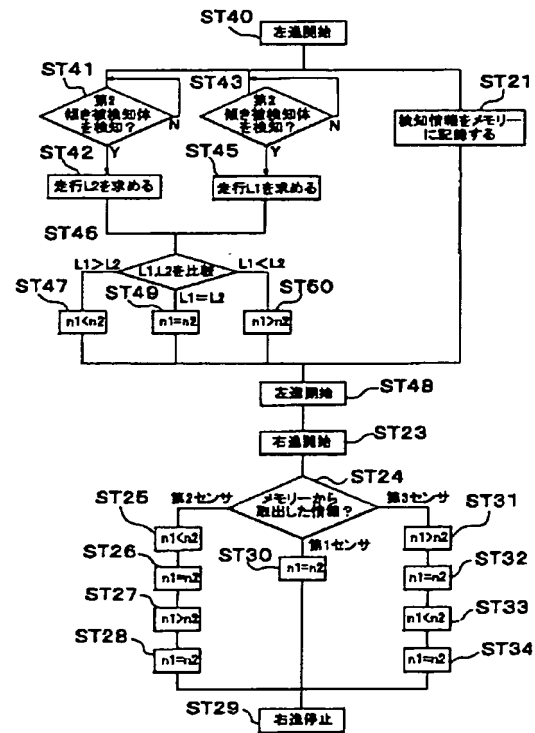 ST40
左進開始
ST41
ST43
第2
傾き被検知体
を検知?
N
第2
傾き被検知体
を検知?
N
ST21
検知情報をメモリー
に記録する
ST42
Y
ST45
Y
走行L2を求める
走行L1を求める
ST46
L1,L2を比較
L1>L2
L1<L2
L1=L2
ST47
n1<n2
ST49
n1=n2
ST50
n1>n2
左進開始
ST48
右進開始
ST23
ST24
メモリーから
取出した情報?
第2センサ
第3センサ
第1センサ
ST25
n1<n2
ST26
n1=n2
ST27
n1>n2
ST28
n1=n2
ST30
n1=n2
ST31
n1>n2
ST32
n1=n2
ST33
n1<n2
ST34
n1=n2
ST29
右進停止